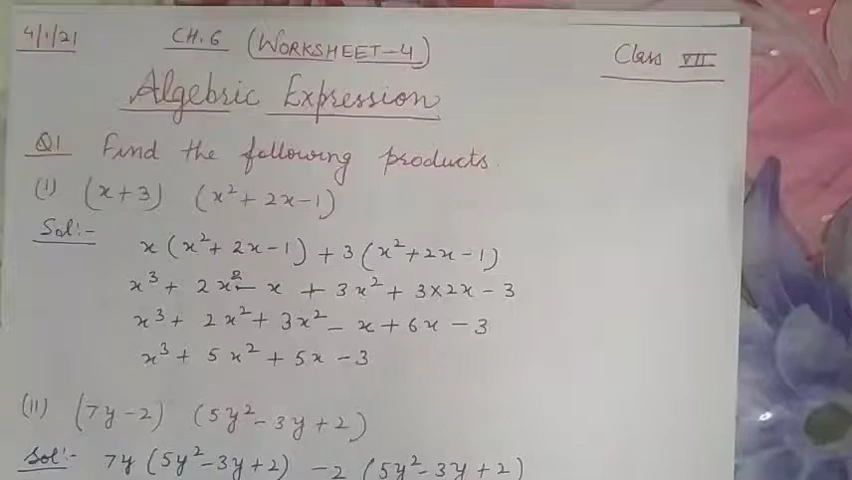 4/1/21 CH.6 (WORKSHEET-4) Class VII
Algebric Expression
Q1 Find the following products.
(I) (x+3) (x²+2x-1)
Sol:- 
x(x²+2x-1)+3(x²+2x-1)
x³+2x²-x+3x²+3×2x-3
x³+2x²+3x²-x+6x-3
x³+5x²+5x-3
(II) (7y-2) (5y²-3y+2)
Sol:- 7y(5y²-3y+2) -2 (5y²-3y+2)